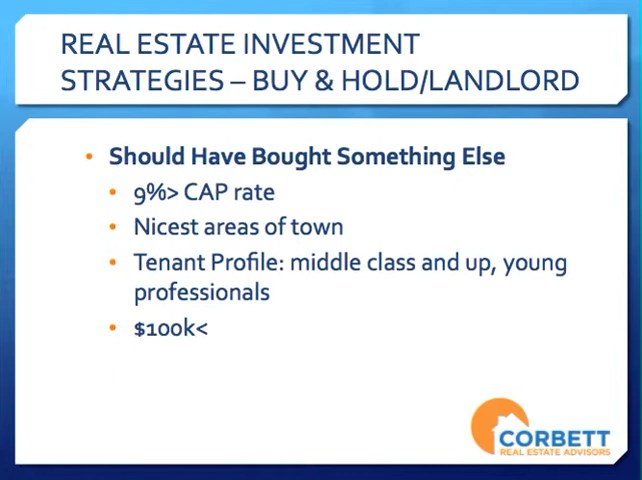 REAL ESTATE INVESTMENT
STRATEGIES – BUY & HOLD/LANDLORD
• Should Have Bought Something Else
• 9%> CAP rate
• Nicest areas of town
• Tenant Profile: middle class and up, young
professionals
• $100k<
CORBETT
REAL ESTATE ADVISORS